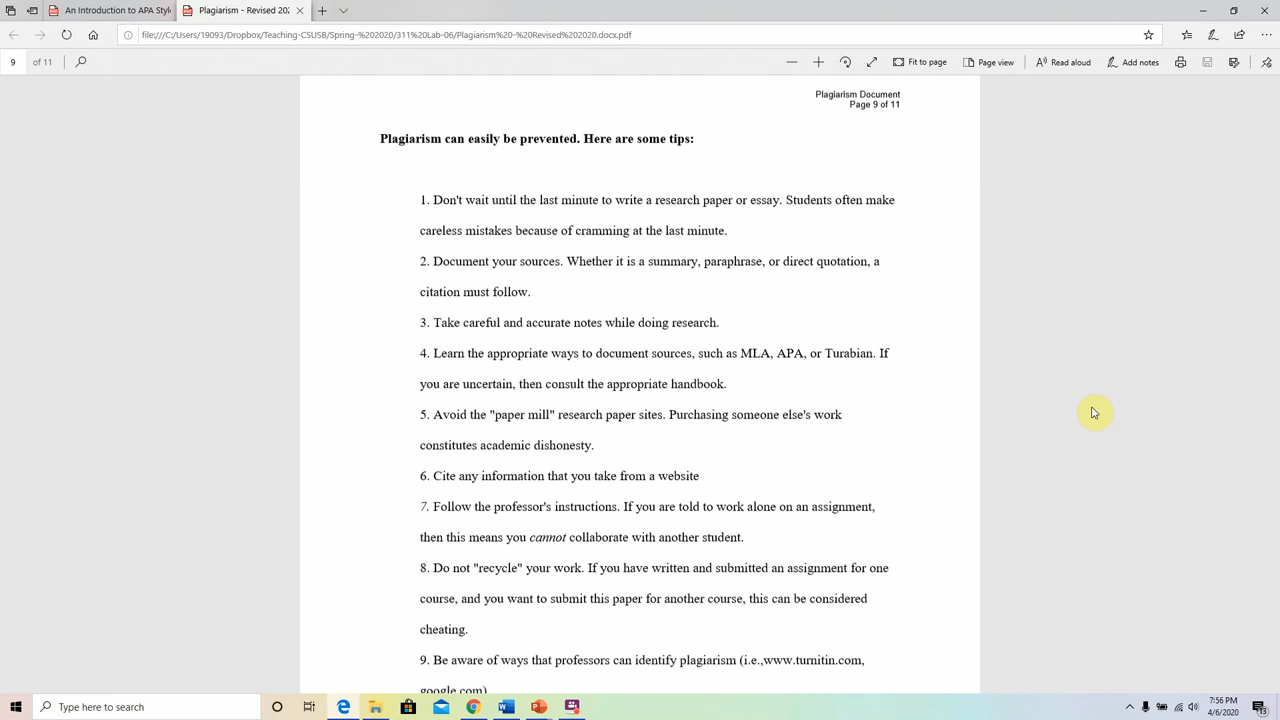 An Introduction to APA Styl
Plagiarism - Revised 202
file:///C:/Users/19093/Dropbox/Teaching-CSUSB/Spring-%202020/311%20Lab-06/Plagiarism%20-%20Revised%202020.docx.pdf
9 of 11
Fit to page
Page view
Read aloud
Add notes
Plagiarism Document
Page 9 of 11
Plagiarism can easily be prevented. Here are some tips:
1. Don't wait until the last minute to write a research paper or essay. Students often make
careless mistakes because of cramming at the last minute.
2. Document your sources. Whether it is a summary, paraphrase, or direct quotation, a
citation must follow.
3. Take careful and accurate notes while doing research.
4. Learn the appropriate ways to document sources, such as MLA, APA, or Turabian. If
you are uncertain, then consult the appropriate handbook.
5. Avoid the "paper mill" research paper sites. Purchasing someone else's work
constitutes academic dishonesty.
6. Cite any information that you take from a website
7. Follow the professor's instructions. If you are told to work alone on an assignment,
then this means you cannot collaborate with another student.
8. Do not "recycle" your work. If you have written and submitted an assignment for one
course, and you want to submit this paper for another course, this can be considered
cheating.
9. Be aware of ways that professors can identify plagiarism (i.e.,www.turnitin.com,
google.com)
Type here to search
7:56 PM
4/6/2020